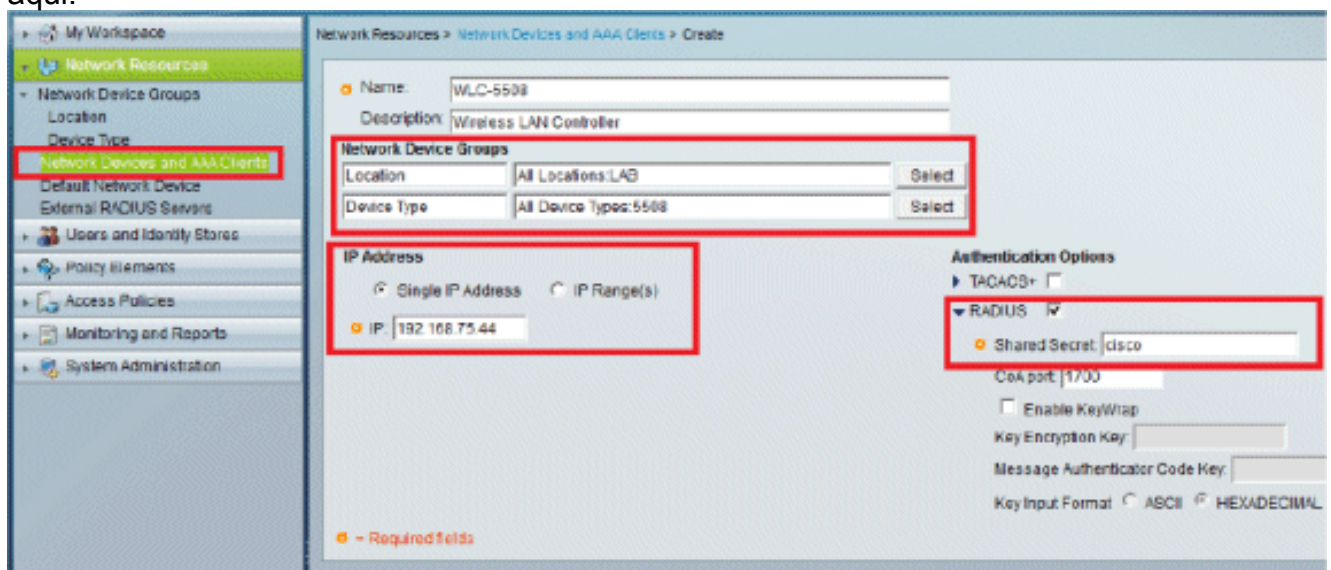 aquí.
My Workspace
Network Resources
Network Device Groups
Location
Device Type
Network Devices and AAA Clients
Default Network Device
External RADIUS Servers
Users and Identity Stores
Policy Elements
Access Policies
Monitoring and Reports
System Administration
Network Resources > Network Devices and AAA Clients > Create
Name: WLC-5508
Description: Wireless LAN Controller
Network Device Groups
Location All Locations:LAB Select
Device Type All Device Types:5508 Select
IP Address
Single IP Address IP Range(s)
IP: 192.168.75.44
Authentication Options
TACACS+
RADIUS
Shared Secret: cisco
CoA port: 1700
Enable KeyWrap
Key Encryption Key:
Message Authenticator Code Key:
Key Input Format ASCII HEXADECIMAL
= Required fields